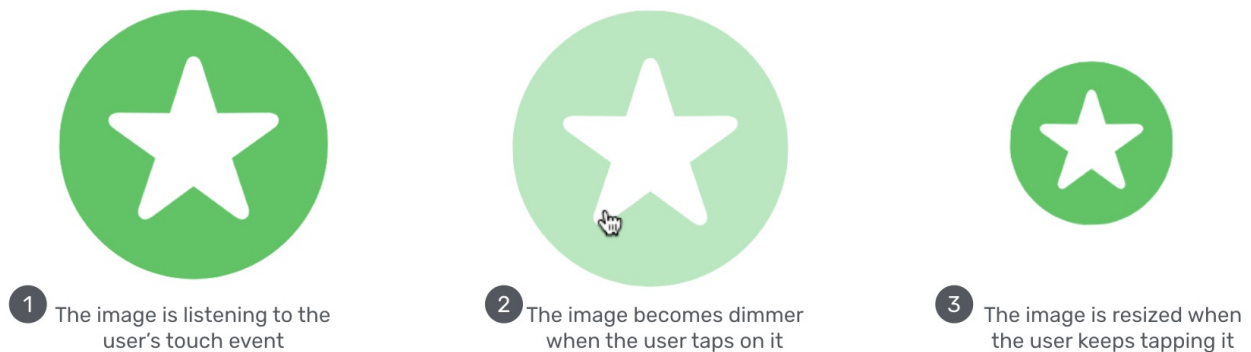 1
The image is listening to the
user's touch event
2
The image becomes dimmer
when the user taps on it
3
The image is resized when
the user keeps tapping it